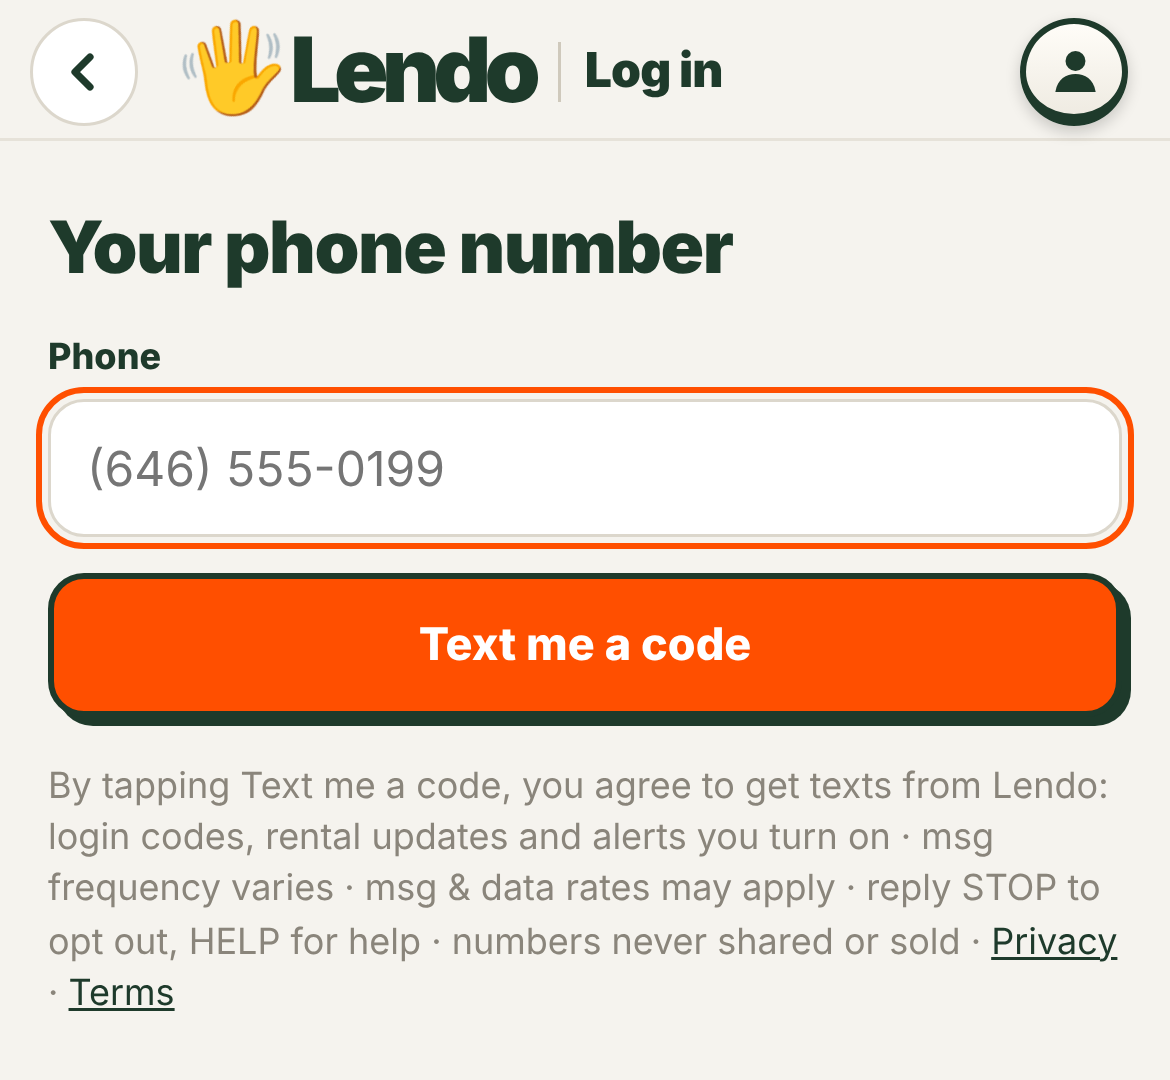 Lendo
Log in
Your phone number
Phone
(646) 555-0199
Text me a code
By tapping Text me a code, you agree to get texts from Lendo:
login codes, rental updates and alerts you turn on · msg
frequency varies · msg & data rates may apply · reply STOP to
opt out, HELP for help · numbers never shared or sold · Privacy
· Terms